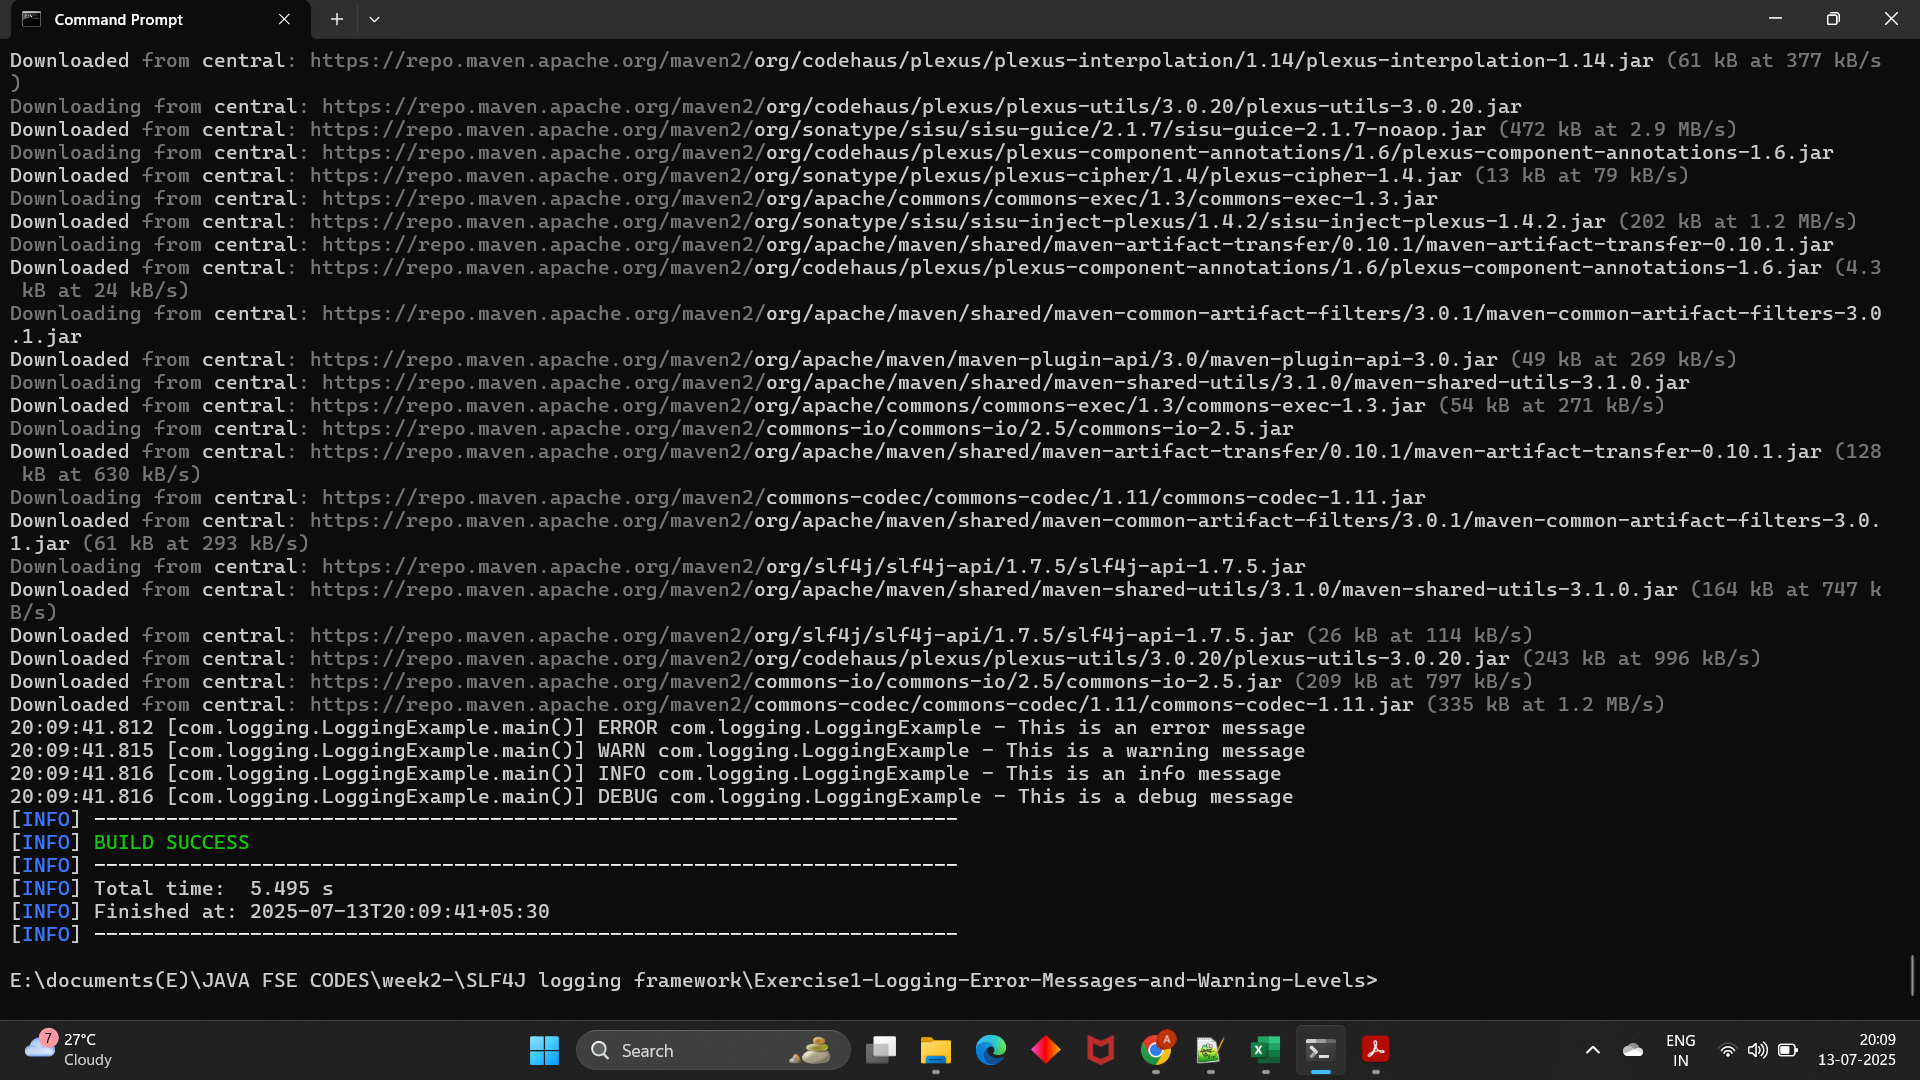 Command Prompt
Downloaded from central: https://repo.maven.apache.org/maven2/org/codehaus/plexus/plexus-interpolation/1.14/plexus-interpolation-1.14.jar (61 kB at 377 kB/s
)
Downloading from central: https://repo.maven.apache.org/maven2/org/codehaus/plexus/plexus-utils/3.0.20/plexus-utils-3.0.20.jar
Downloaded from central: https://repo.maven.apache.org/maven2/org/sonatype/sisu/sisu-guice/2.1.7/sisu-guice-2.1.7-noaop.jar (472 kB at 2.9 MB/s)
Downloading from central: https://repo.maven.apache.org/maven2/org/codehaus/plexus/plexus-component-annotations/1.6/plexus-component-annotations-1.6.jar
Downloaded from central: https://repo.maven.apache.org/maven2/org/sonatype/plexus/plexus-cipher/1.4/plexus-cipher-1.4.jar (13 kB at 79 kB/s)
Downloading from central: https://repo.maven.apache.org/maven2/org/apache/commons/commons-exec/1.3/commons-exec-1.3.jar
Downloaded from central: https://repo.maven.apache.org/maven2/org/sonatype/sisu/sisu-inject-plexus/1.4.2/sisu-inject-plexus-1.4.2.jar (202 kB at 1.2 MB/s)
Downloading from central: https://repo.maven.apache.org/maven2/org/apache/maven/shared/maven-artifact-transfer/0.10.1/maven-artifact-transfer-0.10.1.jar
Downloaded from central: https://repo.maven.apache.org/maven2/org/codehaus/plexus/plexus-component-annotations/1.6/plexus-component-annotations-1.6.jar (4.3
 kB at 24 kB/s)
Downloading from central: https://repo.maven.apache.org/maven2/org/apache/maven/shared/maven-common-artifact-filters/3.0.1/maven-common-artifact-filters-3.0
.1.jar
Downloaded from central: https://repo.maven.apache.org/maven2/org/apache/maven/maven-plugin-api/3.0/maven-plugin-api-3.0.jar (49 kB at 269 kB/s)
Downloading from central: https://repo.maven.apache.org/maven2/org/apache/maven/shared/maven-shared-utils/3.1.0/maven-shared-utils-3.1.0.jar
Downloaded from central: https://repo.maven.apache.org/maven2/org/apache/commons/commons-exec/1.3/commons-exec-1.3.jar (54 kB at 271 kB/s)
Downloading from central: https://repo.maven.apache.org/maven2/commons-io/commons-io/2.5/commons-io-2.5.jar
Downloaded from central: https://repo.maven.apache.org/maven2/org/apache/maven/shared/maven-artifact-transfer/0.10.1/maven-artifact-transfer-0.10.1.jar (128
 kB at 630 kB/s)
Downloading from central: https://repo.maven.apache.org/maven2/commons-codec/commons-codec/1.11/commons-codec-1.11.jar
Downloaded from central: https://repo.maven.apache.org/maven2/org/apache/maven/shared/maven-common-artifact-filters/3.0.1/maven-common-artifact-filters-3.0.
1.jar (61 kB at 293 kB/s)
Downloading from central: https://repo.maven.apache.org/maven2/org/slf4j/slf4j-api/1.7.5/slf4j-api-1.7.5.jar
Downloaded from central: https://repo.maven.apache.org/maven2/org/apache/maven/shared/maven-shared-utils/3.1.0/maven-shared-utils-3.1.0.jar (164 kB at 747 k
B/s)
Downloaded from central: https://repo.maven.apache.org/maven2/org/slf4j/slf4j-api/1.7.5/slf4j-api-1.7.5.jar (26 kB at 114 kB/s)
Downloaded from central: https://repo.maven.apache.org/maven2/org/codehaus/plexus/plexus-utils/3.0.20/plexus-utils-3.0.20.jar (243 kB at 996 kB/s)
Downloaded from central: https://repo.maven.apache.org/maven2/commons-io/commons-io/2.5/commons-io-2.5.jar (209 kB at 797 kB/s)
Downloaded from central: https://repo.maven.apache.org/maven2/commons-codec/commons-codec/1.11/commons-codec-1.11.jar (335 kB at 1.2 MB/s)
20:09:41.812 [com.logging.LoggingExample.main()] ERROR com.logging.LoggingExample - This is an error message
20:09:41.815 [com.logging.LoggingExample.main()] WARN com.logging.LoggingExample - This is a warning message
20:09:41.816 [com.logging.LoggingExample.main()] INFO com.logging.LoggingExample - This is an info message
20:09:41.816 [com.logging.LoggingExample.main()] DEBUG com.logging.LoggingExample - This is a debug message
[INFO] ------------------------------------------------------------------------
[INFO] BUILD SUCCESS
[INFO] ------------------------------------------------------------------------
[INFO] Total time:  5.495 s
[INFO] Finished at: 2025-07-13T20:09:41+05:30
[INFO] ------------------------------------------------------------------------
E:\documents(E)\JAVA FSE CODES\week2-\SLF4J logging framework\Exercise1-Logging-Error-Messages-and-Warning-Levels>
7
27°C
Cloudy
Search
A
ENG
IN
20:09
13-07-2025